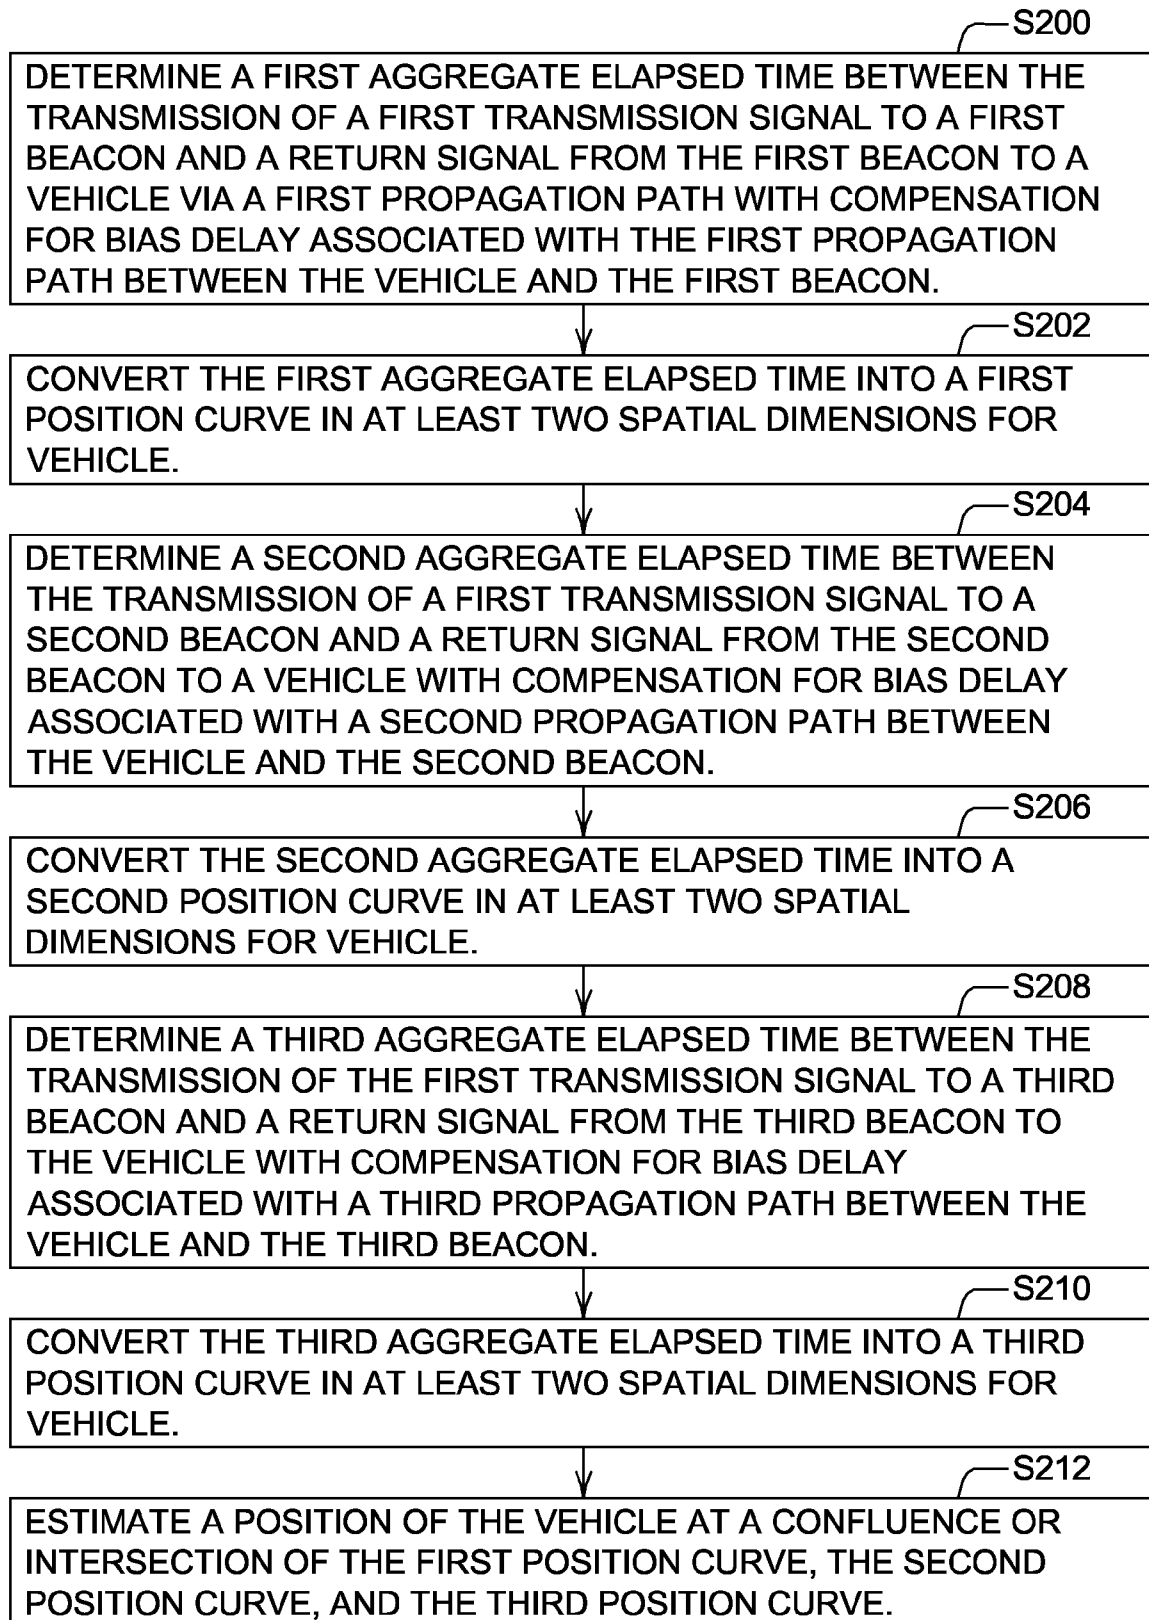 S200
DETERMINE A FIRST AGGREGATE ELAPSED TIME BETWEEN THE
TRANSMISSION OF A FIRST TRANSMISSION SIGNAL TO A FIRST
BEACON AND A RETURN SIGNAL FROM THE FIRST BEACON TO A
VEHICLE VIA A FIRST PROPAGATION PATH WITH COMPENSATION
FOR BIAS DELAY ASSOCIATED WITH THE FIRST PROPAGATION
PATH BETWEEN THE VEHICLE AND THE FIRST BEACON.
S202
CONVERT THE FIRST AGGREGATE ELAPSED TIME INTO A FIRST
POSITION CURVE IN AT LEAST TWO SPATIAL DIMENSIONS FOR
VEHICLE.
S204
DETERMINE A SECOND AGGREGATE ELAPSED TIME BETWEEN
THE TRANSMISSION OF A FIRST TRANSMISSION SIGNAL TO A
SECOND BEACON AND A RETURN SIGNAL FROM THE SECOND
BEACON TO A VEHICLE WITH COMPENSATION FOR BIAS DELAY
ASSOCIATED WITH A SECOND PROPAGATION PATH BETWEEN
THE VEHICLE AND THE SECOND BEACON.
S206
CONVERT THE SECOND AGGREGATE ELAPSED TIME INTO A
SECOND POSITION CURVE IN AT LEAST TWO SPATIAL
DIMENSIONS FOR VEHICLE.
S208
DETERMINE A THIRD AGGREGATE ELAPSED TIME BETWEEN THE
TRANSMISSION OF THE FIRST TRANSMISSION SIGNAL TO A THIRD
BEACON AND A RETURN SIGNAL FROM THE THIRD BEACON TO
THE VEHICLE WITH COMPENSATION FOR BIAS DELAY
ASSOCIATED WITH A THIRD PROPAGATION PATH BETWEEN THE
VEHICLE AND THE THIRD BEACON.
S210
CONVERT THE THIRD AGGREGATE ELAPSED TIME INTO A THIRD
POSITION CURVE IN AT LEAST TWO SPATIAL DIMENSIONS FOR
VEHICLE.
S212
ESTIMATE A POSITION OF THE VEHICLE AT A CONFLUENCE OR
INTERSECTION OF THE FIRST POSITION CURVE, THE SECOND
POSITION CURVE, AND THE THIRD POSITION CURVE.